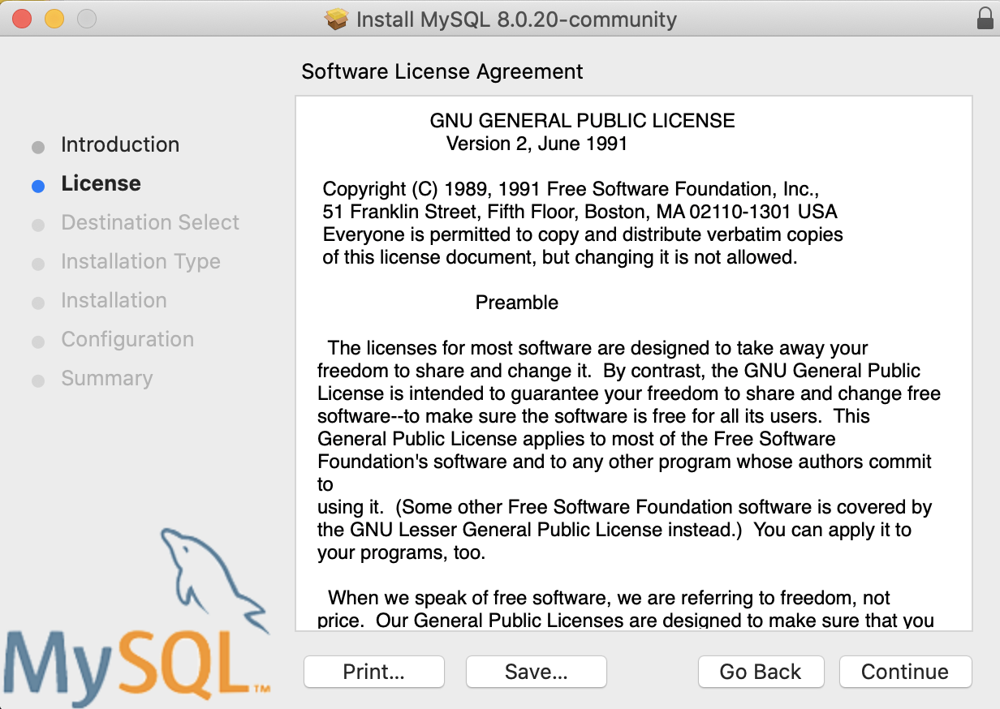 Install MySQL 8.0.20-community
Software License Agreement
Introduction
License
Destination Select
Installation Type
Installation
Configuration
Summary
GNU GENERAL PUBLIC LICENSE
Version 2, June 1991
Copyright (C) 1989, 1991 Free Software Foundation, Inc.,
51 Franklin Street, Fifth Floor, Boston, MA 02110-1301 USA
Everyone is permitted to copy and distribute verbatim copies
of this license document, but changing it is not allowed.
Preamble
The licenses for most software are designed to take away your
freedom to share and change it.  By contrast, the GNU General Public
License is intended to guarantee your freedom to share and change free
software--to make sure the software is free for all its users.  This
General Public License applies to most of the Free Software
Foundation's software and to any other program whose authors commit
to
using it.  (Some other Free Software Foundation software is covered by
the GNU Lesser General Public License instead.)  You can apply it to
your programs, too.
When we speak of free software, we are referring to freedom, not
price.  Our General Public Licenses are designed to make sure that you
MySQL™
Print...
Save...
Go Back
Continue